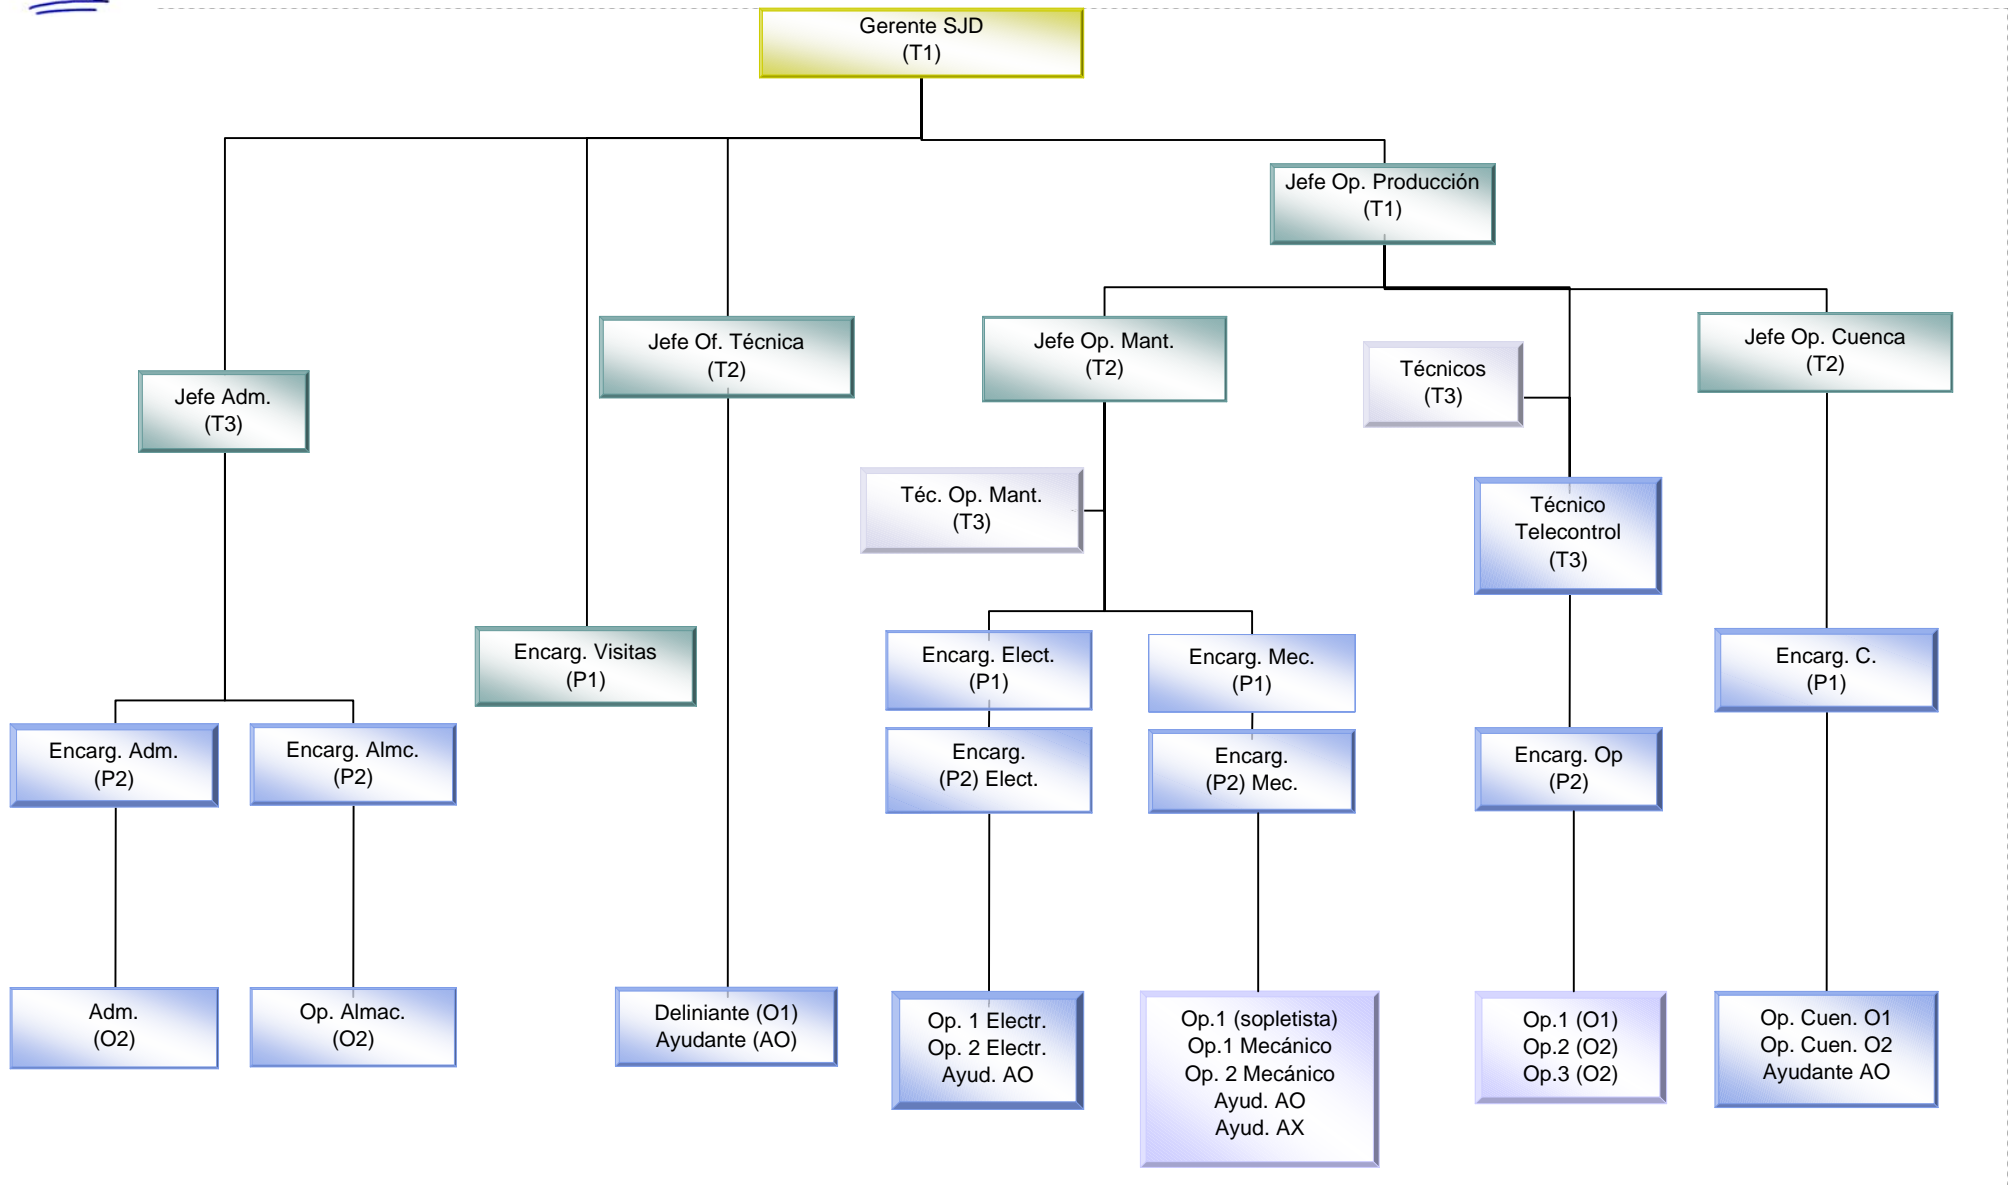 Gerente SJD
(T1)
Jefe Op. Producción
(T1)
Jefe Of. Técnica
(T2)
Jefe Op. Mant.
(T2)
Técnicos
(T3)
Jefe Op. Cuenca
(T2)
Jefe Adm.
(T3)
Téc. Op. Mant.
(T3)
Técnico
Telecontrol
(T3)
Encarg. Visitas
(P1)
Encarg. Elect.
(P1)
Encarg. Mec.
(P1)
Encarg. C.
(P1)
Encarg. Adm.
(P2)
Encarg. Almc.
(P2)
Encarg.
(P2) Elect.
Encarg.
(P2) Mec.
Encarg. Op
(P2)
Adm.
(O2)
Op. Almac.
(O2)
Deliniante (O1)
Ayudante (AO)
Op. 1 Electr.
Op. 2 Electr.
Ayud. AO
Op.1 (sopletista)
Op.1 Mecánico
Op. 2 Mecánico
Ayud. AO
Ayud. AX
Op.1 (O1)
Op.2 (O2)
Op.3 (O2)
Op. Cuen. O1
Op. Cuen. O2
Ayudante AO